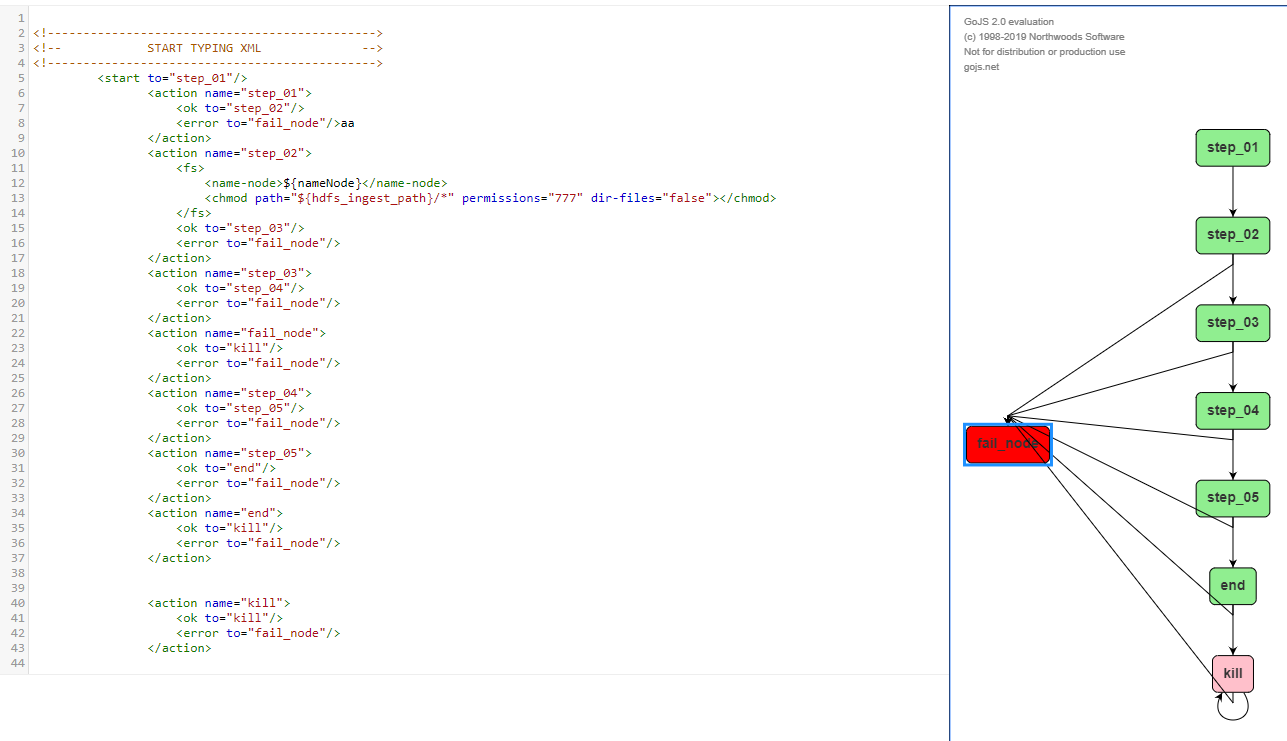 1
2 <!---------------------------------------------->
3 <!--            START TYPING XML              -->
4 <!---------------------------------------------->
5         <start to="step_01"/>
6                <action name="step_01">
7                    <ok to="step_02"/>
8                    <error to="fail_node"/>aa
9                </action>
10                <action name="step_02">
11                    <fs>
12                        <name-node>${nameNode}</name-node>
13                        <chmod path="${hdfs_ingest_path}/*" permissions="777" dir-files="false"></chmod>
14                    </fs>
15                    <ok to="step_03"/>
16                    <error to="fail_node"/>
17                </action>
18                <action name="step_03">
19                    <ok to="step_04"/>
20                    <error to="fail_node"/>
21                </action>
22                <action name="fail_node">
23                    <ok to="kill"/>
24                    <error to="fail_node"/>
25                </action>
26                <action name="step_04">
27                    <ok to="step_05"/>
28                    <error to="fail_node"/>
29                </action>
30                <action name="step_05">
31                    <ok to="end"/>
32                    <error to="fail_node"/>
33                </action>
34                <action name="end">
35                    <ok to="kill"/>
36                    <error to="fail_node"/>
37                </action>
38
39
40                <action name="kill">
41                    <ok to="kill"/>
42                    <error to="fail_node"/>
43                </action>
44
GoJS 2.0 evaluation
(c) 1998-2019 Northwoods Software
Not for distribution or production use
gojs.net
step_01
step_02
step_03
step_04
fail_node
step_05
end
kill